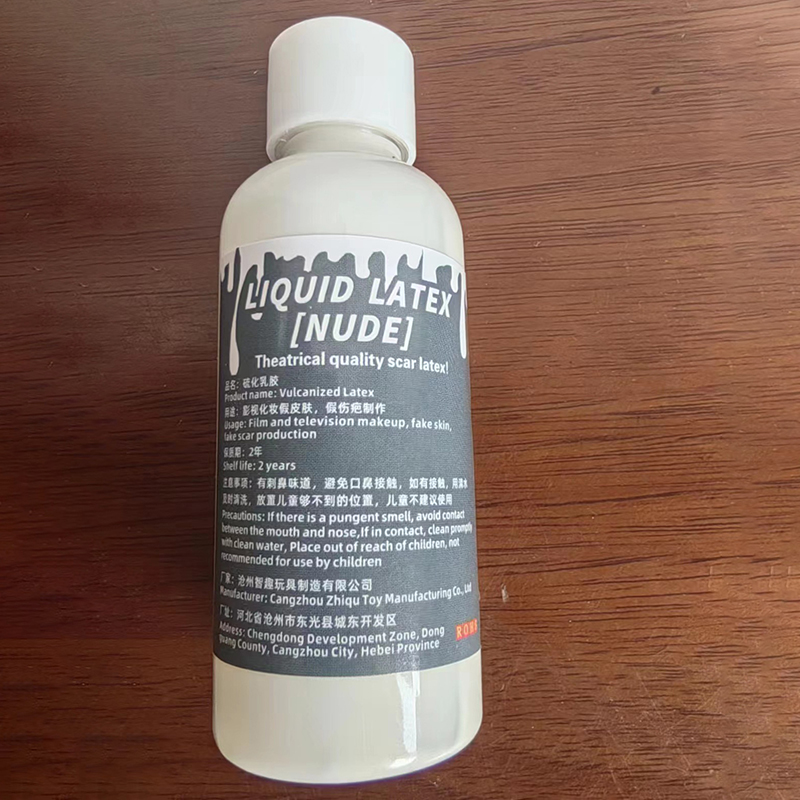 LIQUID LATEX
[NUDE]
Theatrical quality scar latex!
品名：硫化乳胶
Product name: Vulcanized Latex
用途：影视化妆假皮肤，假伤疤制作
Usage: Film and television makeup, fake skin,
fake scar production
保质期：2年
Shelf life: 2 years
注意事项：有刺鼻味道，避免口鼻接触，如有接触，用清水
及时清洗，放置儿童够不到的位置，儿童不建议使用
Precautions: If there is a pungent smell, avoid contact
between the mouth and nose,If in contact, clean promptly
with clean water, Place out of reach of children, not
recommended for use by children
厂家：沧州智趣玩具制造有限公司
Manufacturer: Cangzhou Zhiqu Toy Manufacturing Co., Ltd
厂址：河北省沧州市东光县城东开发区
Address: Chengdong Development Zone, Dong
guang County, Cangzhou City, Hebei Province